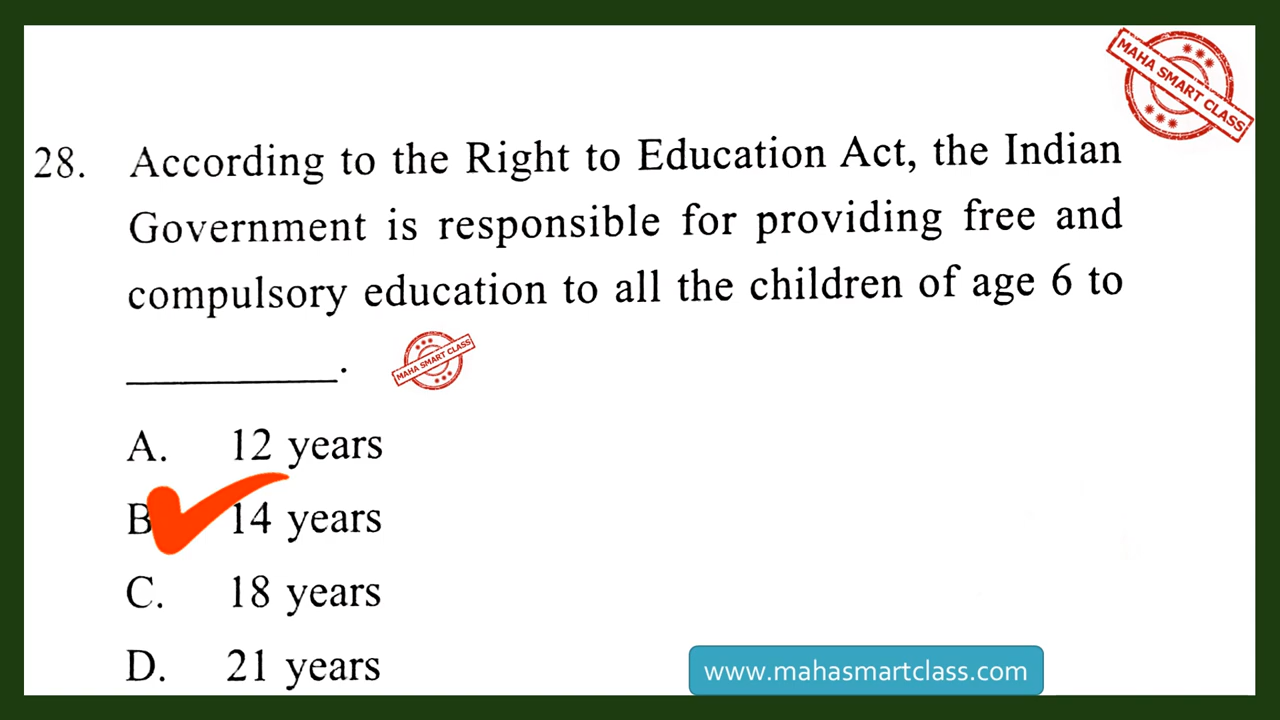 MAHA SMART CLASS
28. According to the Right to Education Act, the Indian
Government is responsible for providing free and
compulsory education to all the children of age 6 to
__________.
MAHA SMART CLASS
A. 12 years
B 14 years
C. 18 years
D. 21 years
www.mahasmartclass.com